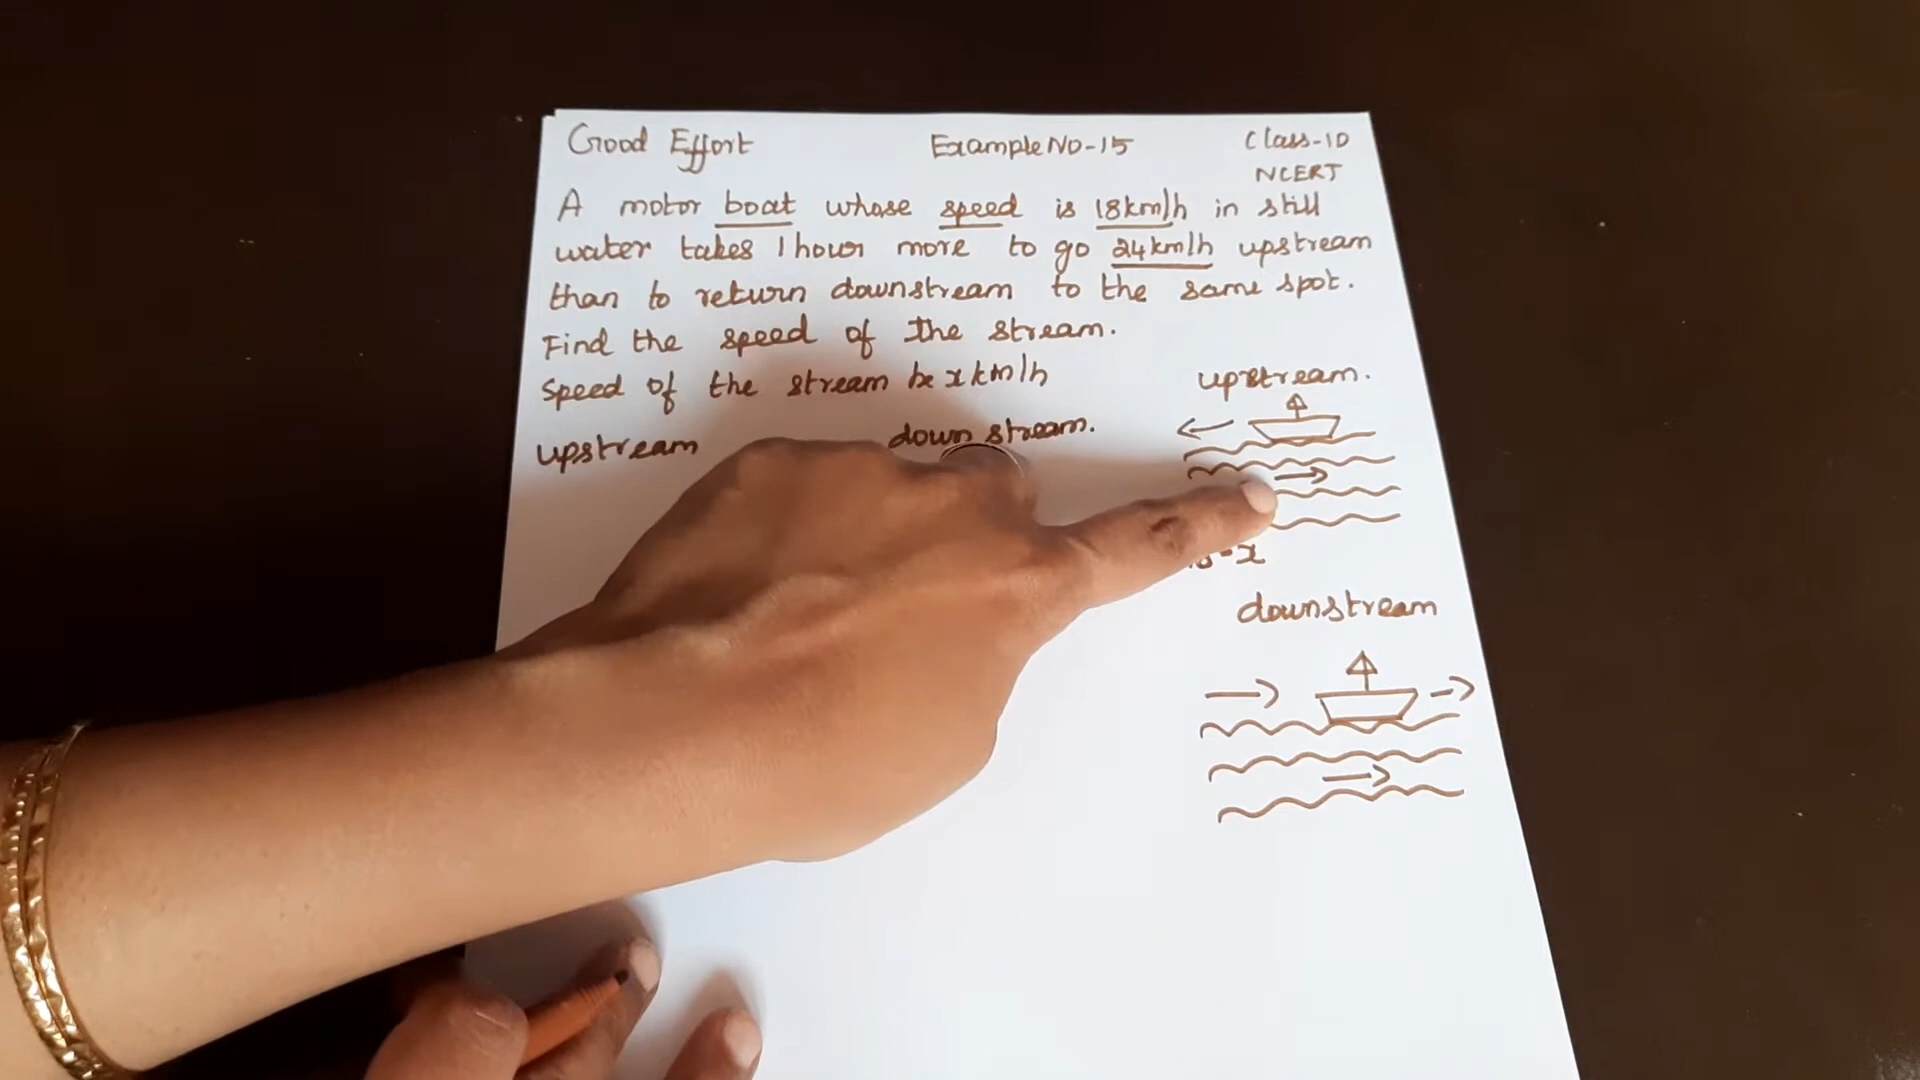 Good Effort Example No-15 Class-10
NCERT
A motor boat whose speed is 18km/h in still
water takes 1 hour more to go 24km/h upstream
than to return downstream to the same spot.
Find the speed of the stream.
Speed of the stream be x km/h
upstream.
upstream down stream.
-x
downstream